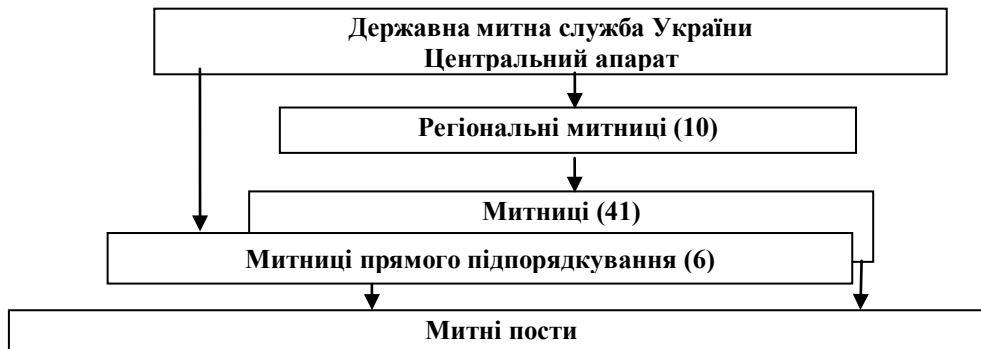 Державна митна служба України
Центральний апарат
Регіональні митниці (10)
Митниці (41)
Митниці прямого підпорядкування (6)
Митні пости